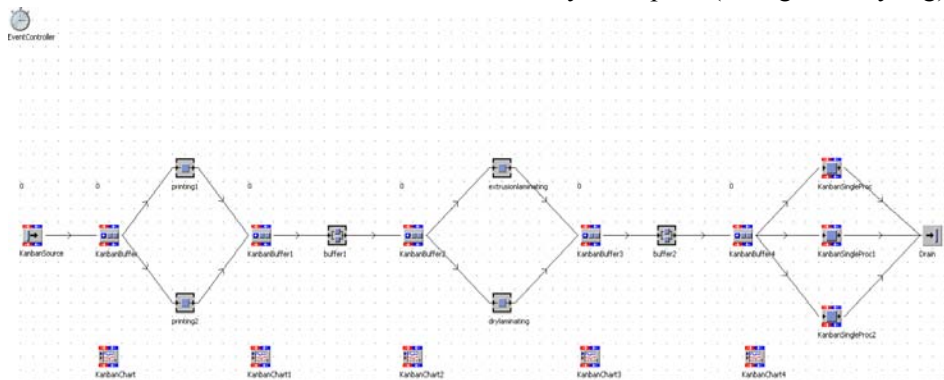 EventController
printing1
extrusionlaminating
KanbanSingleProc
0 0 0 0 0 0
KanbanSource KanbanBuffer KanbanBuffer1 buffer1 KanbanBuffer2 KanbanBuffer3 buffer2 KanbanBuffer4 KanbanSingleProc1 Drain
printing2
drylaminating
KanbanSingleProc2
KanbanChart KanbanChart1 KanbanChart2 KanbanChart3 KanbanChart4